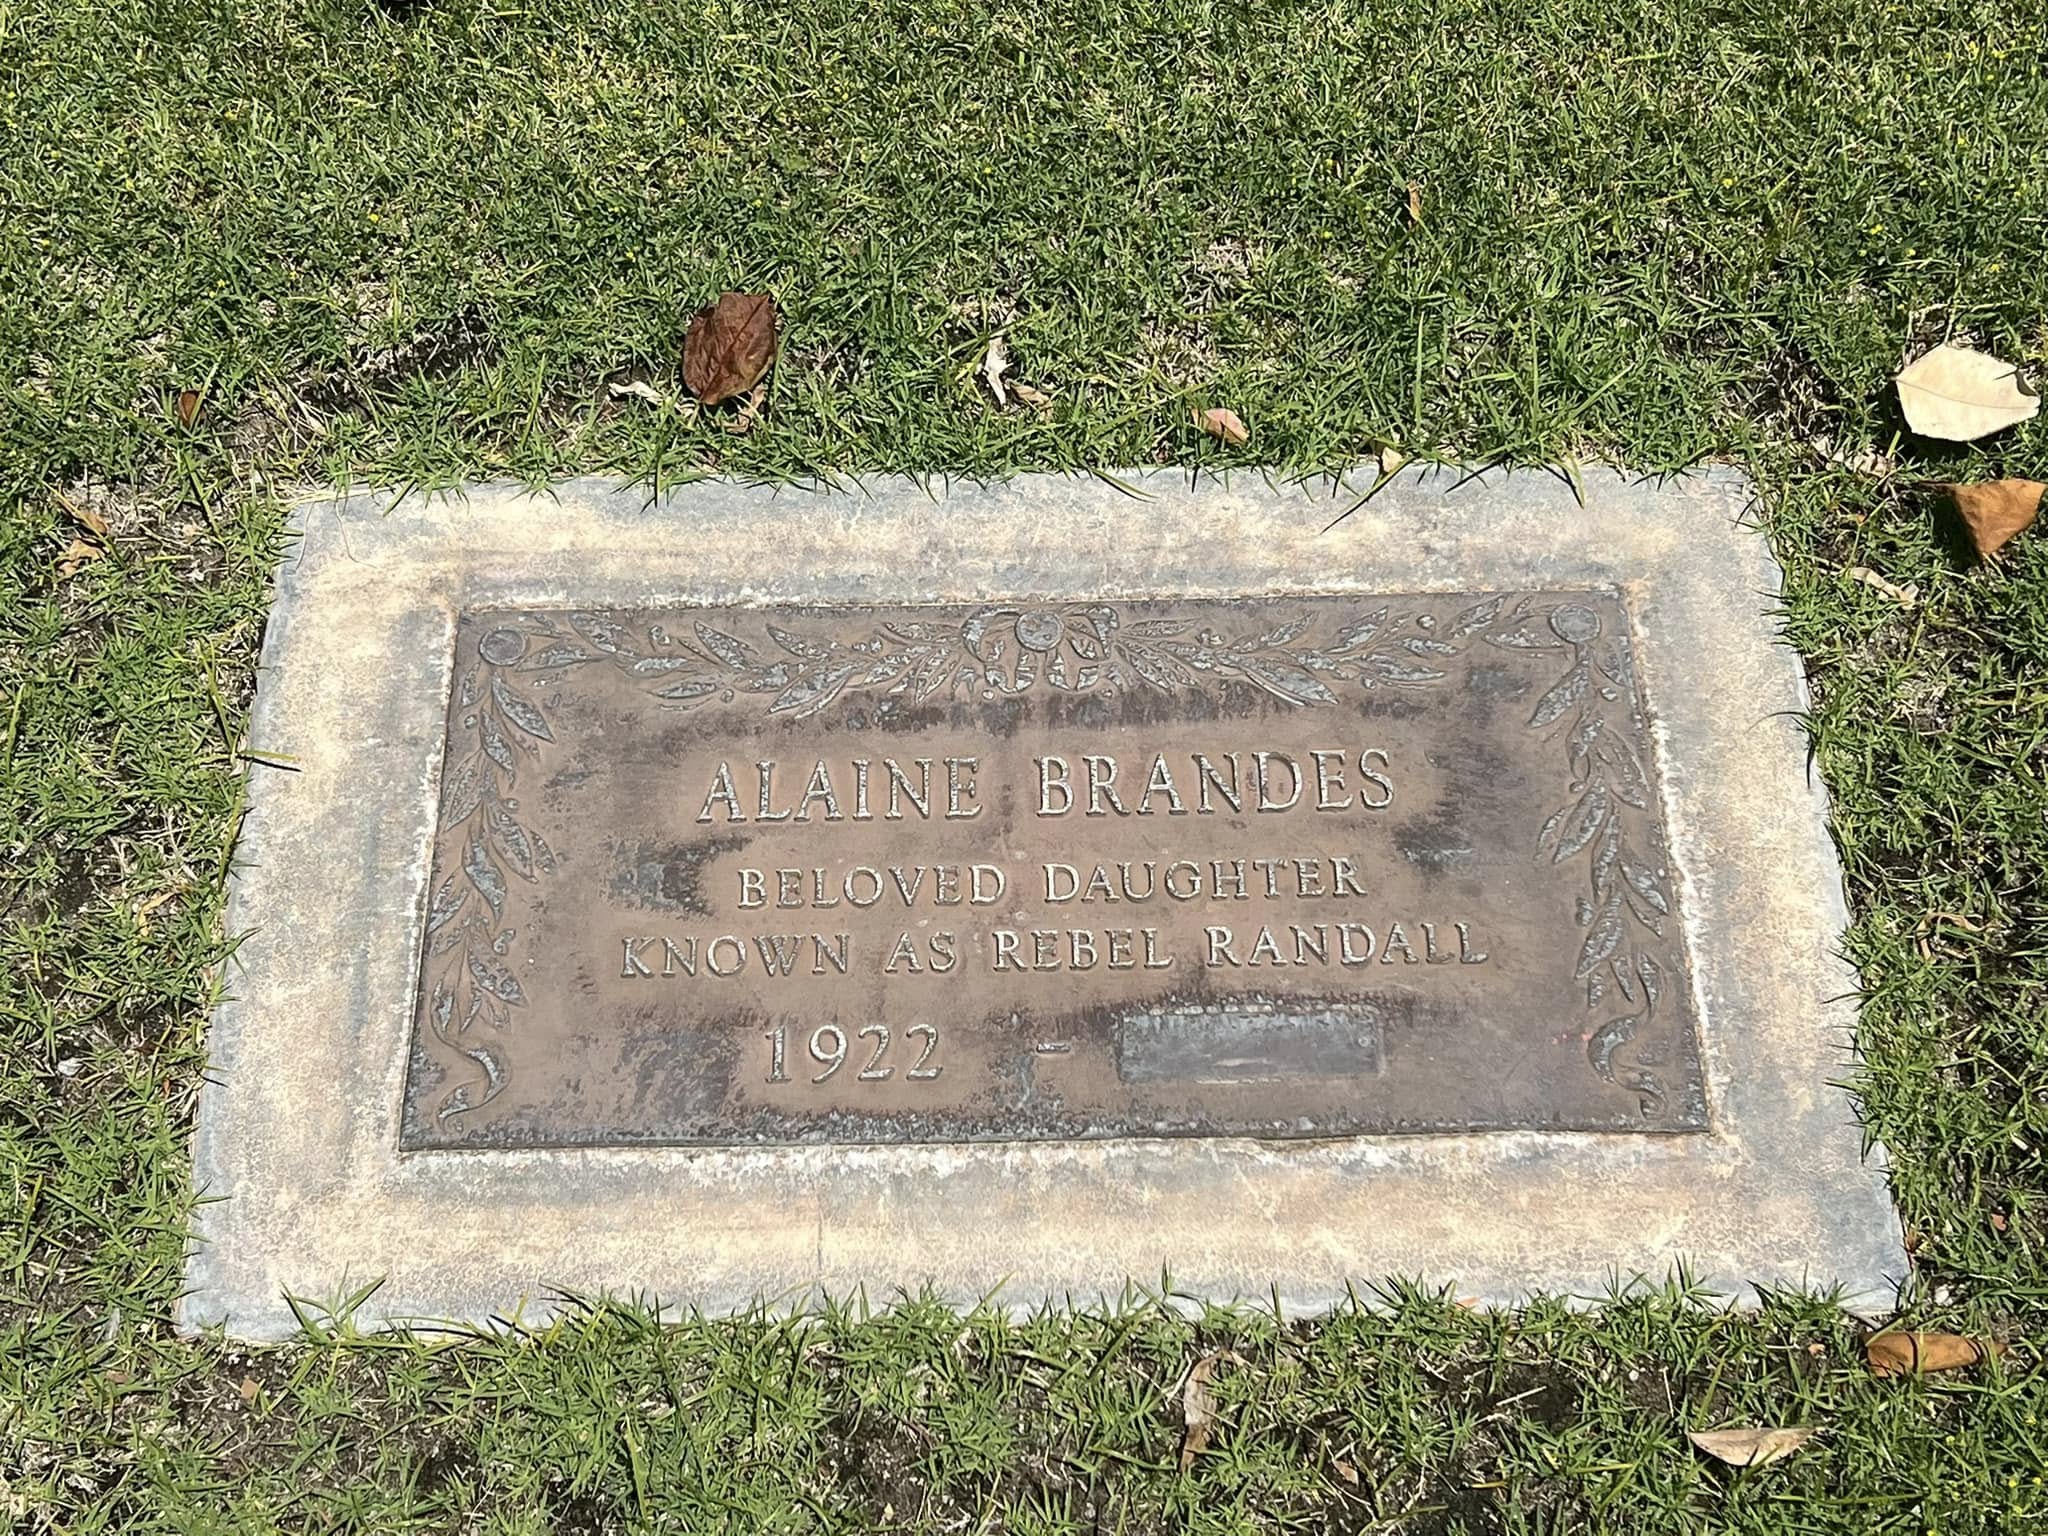 ALAINE BRANDES
BELOVED DAUGHTER
KNOWN AS REBEL RANDALL
1922 -